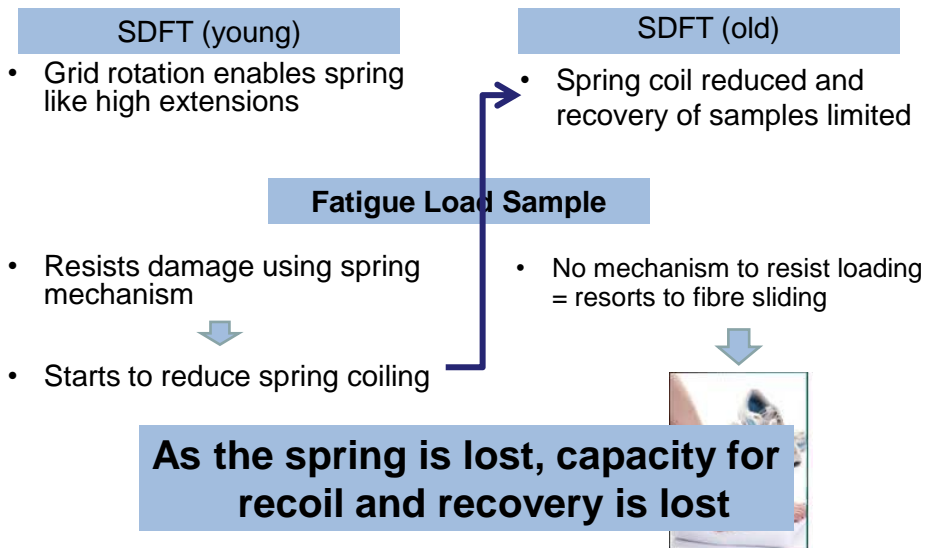 SDFT (young)
• Grid rotation enables spring
like high extensions
SDFT (old)
• Spring coil reduced and
recovery of samples limited
Fatigue Load Sample
• Resists damage using spring
mechanism
• Starts to reduce spring coiling
• No mechanism to resist loading
= resorts to fibre sliding
As the spring is lost, capacity for
recoil and recovery is lost